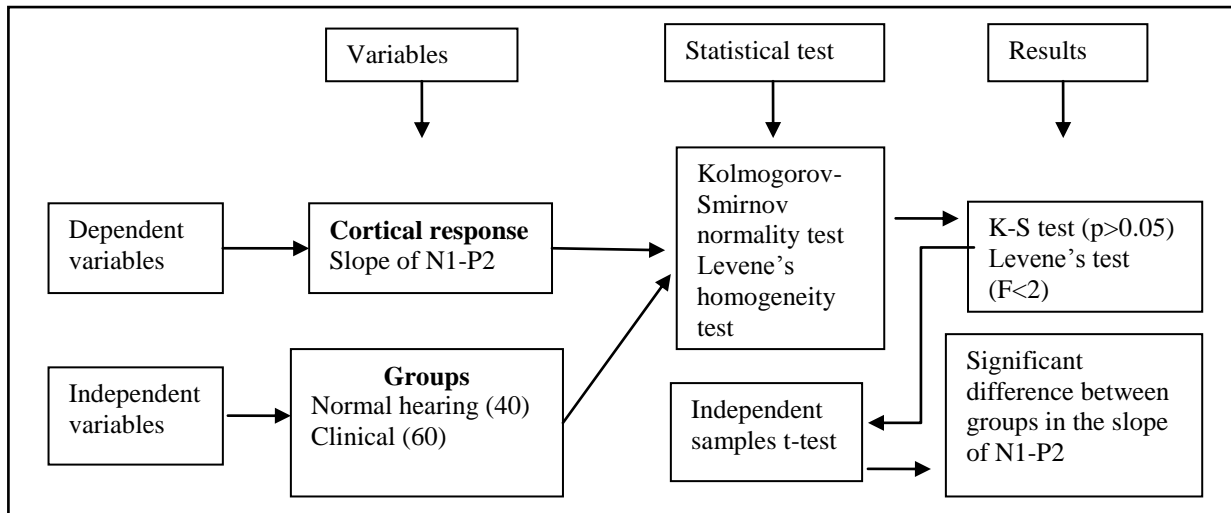 Variables
Statistical test
Results
Dependent
variables
Cortical response
Slope of N1-P2
Kolmogorov-
Smirnov
normality test
Levene’s
homogeneity
test
K-S test (p>0.05)
Levene’s test
(F<2)
Independent
variables
Groups
Normal hearing (40)
Clinical (60)
Independent
samples t-test
Significant
difference between
groups in the slope
of N1-P2